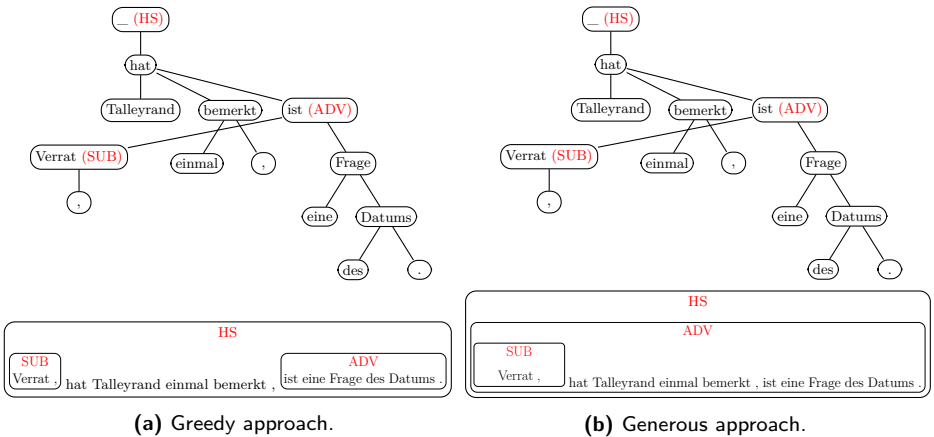 _ (HS)
hat
Talleyrand
bemerkt
ist (ADV)
Verrat (SUB)
einmal
,
Frage
,
eine
Datums
des
.
HS
SUB
ADV
Verrat , hat Talleyrand einmal bemerkt , ist eine Frage des Datums .
(a) Greedy approach.
_ (HS)
hat
Talleyrand
bemerkt
ist (ADV)
Verrat (SUB)
einmal
,
Frage
,
eine
Datums
des
.
HS
ADV
SUB
Verrat ,
hat Talleyrand einmal bemerkt , ist eine Frage des Datums .
(b) Generous approach.